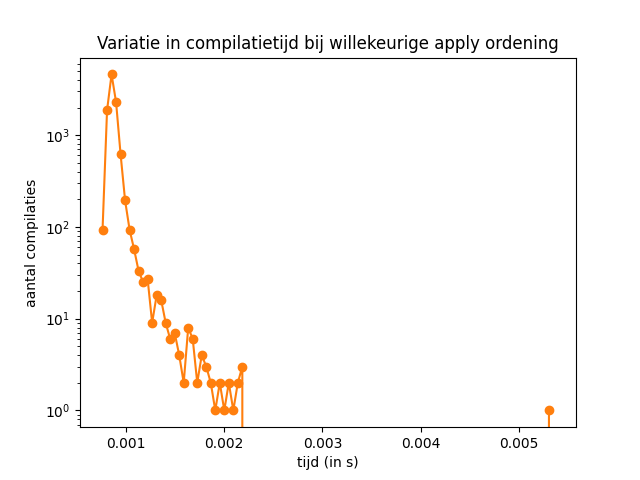 Variatie in compilatietijd bij willekeurige apply ordening
aantal compilaties
10³
10²
10¹
10⁰
0.001 0.002 0.003 0.004 0.005
tijd (in s)